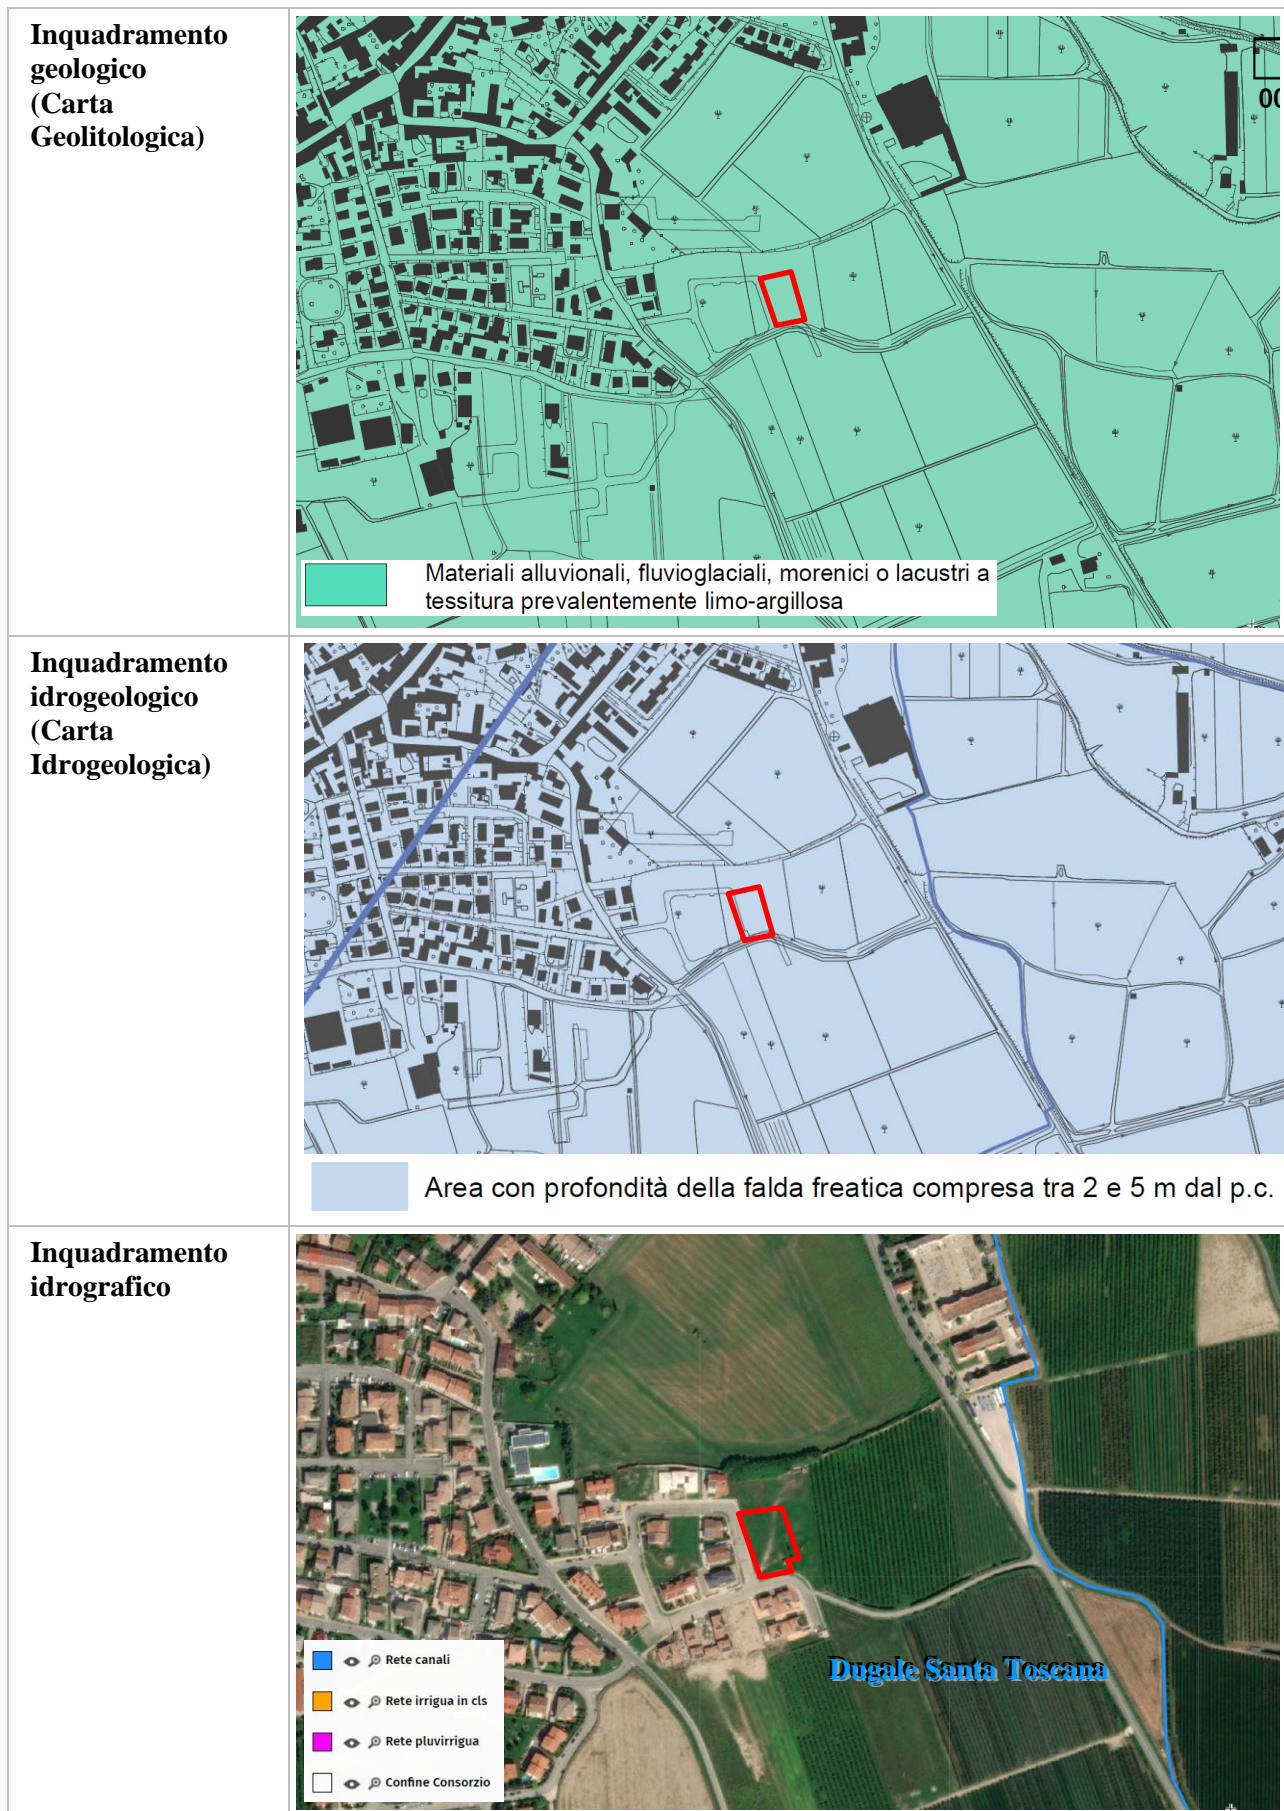 Inquadramento
geologico
(Carta
Geolitologica)
00
Materiali alluvionali, fluvioglaciali, morenici o lacustri a
tessitura prevalentemente limo-argillosa
Inquadramento
idrogeologico
(Carta
Idrogeologica)
Area con profondità della falda freatica compresa tra 2 e 5 m dal p.c.
Inquadramento
idrografico
Dugale Santa Toscana
Rete canali
Rete irrigua in cls
Rete pluvirrigua
Confine Consorzio